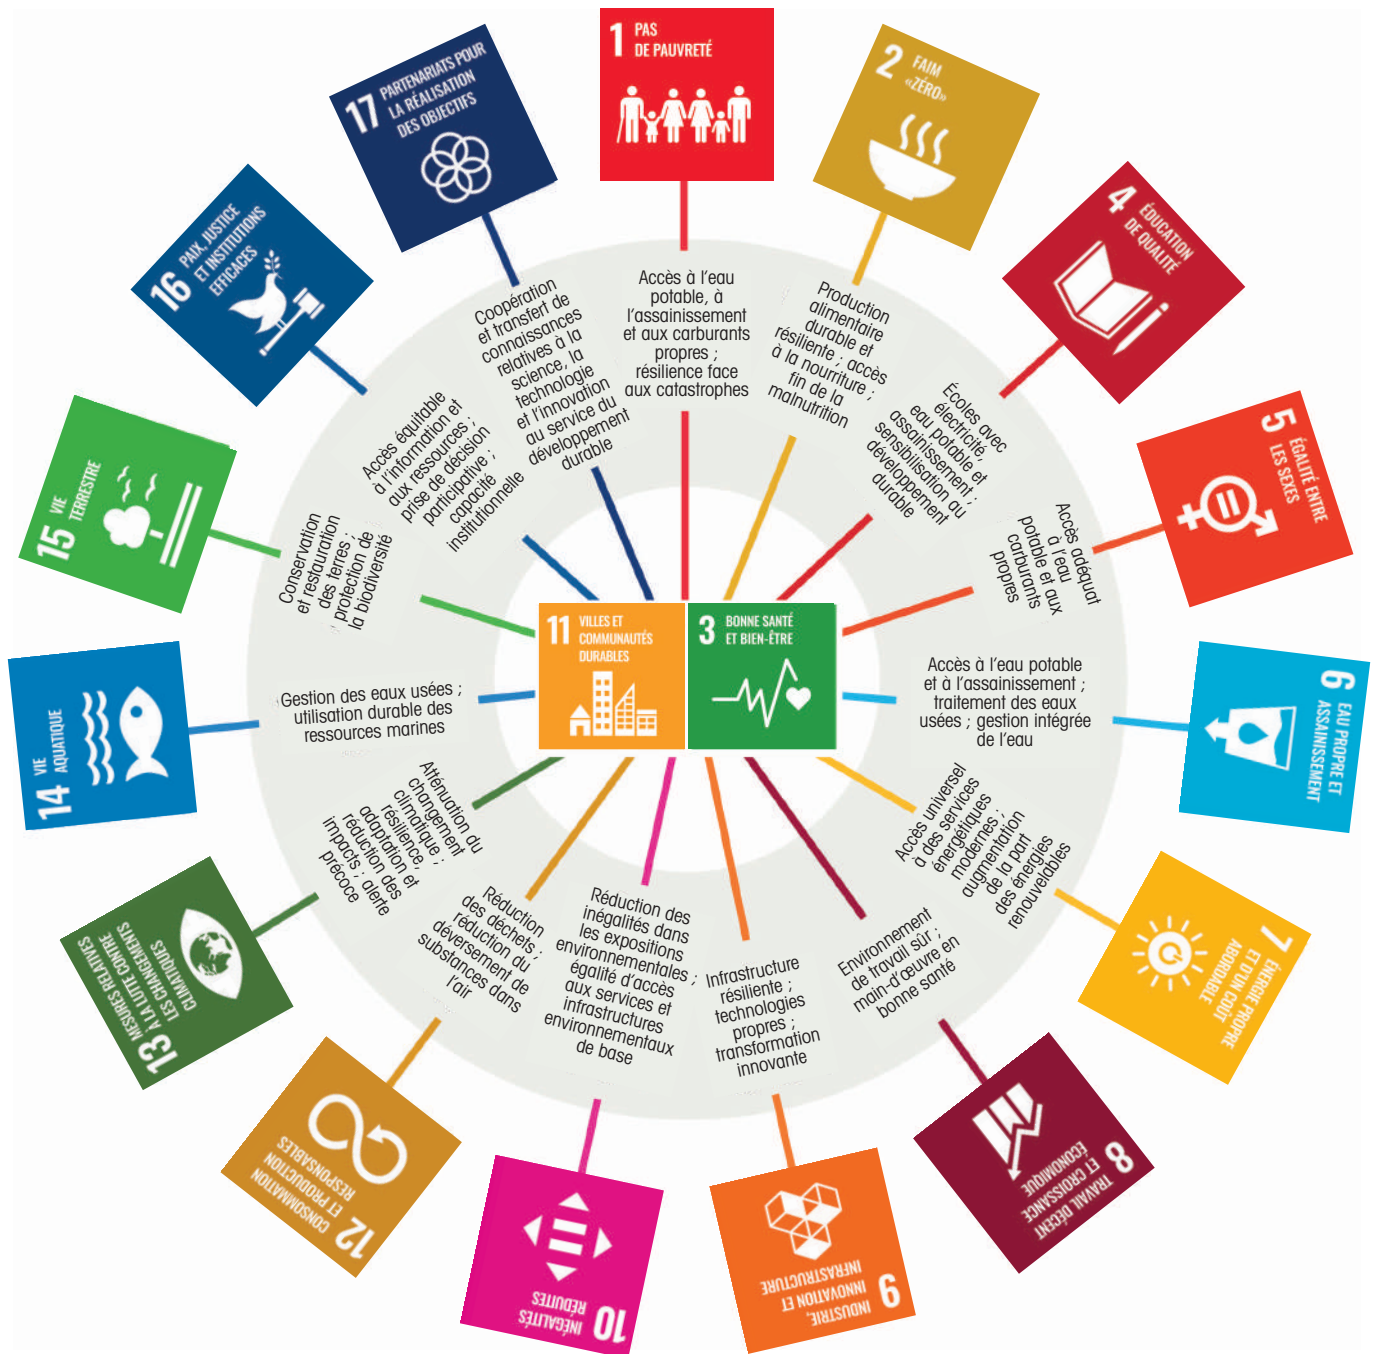 1 PAS
DE PAUVRETÉ
Accès à l'eau
potable, à
l'assainissement
et aux carburants
propres ;
résilience face
aux catastrophes
2 FAIM
«ZÉRO»
Production
alimentaire
durable et
résiliente ; accès
à la nourriture ;
fin de la
malnutrition
4 ÉDUCATION
DE QUALITÉ
Écoles avec
électricité,
eau potable et
assainissement ;
sensibilisation au
développement
durable
5 ÉGALITÉ ENTRE
LES SEXES
Accès adéquat
à l'eau
potable et aux
carburants
propres
6 EAU PROPRE ET
ASSAINISSEMENT
Accès à l'eau potable
et à l'assainissement ;
traitement des eaux
usées ; gestion intégrée
de l'eau
7 ÉNERGIE PROPRE
ET D'UN COÛT
ABORDABLE
Accès universel
à des services
énergétiques
modernes ;
augmentation
de la part
des énergies
renouvelables
8 TRAVAIL DÉCENT
ET CROISSANCE
ÉCONOMIQUE
Environnement
de travail sûr ;
main-d'œuvre en
bonne santé
9 INDUSTRIE,
INNOVATION ET
INFRASTRUCTURE
Infrastructure
résiliente ;
technologies
propres ;
transformation
innovante
10 INÉGALITÉS
RÉDUITES
Réduction des
inégalités dans
les expositions
environnementales ;
égalité d'accès
aux services et
infrastructures
environnementaux
de base
12 CONSOMMATION
ET PRODUCTION
RESPONSABLES
Réduction
des déchets ;
réduction du
déversement de
substances dans
l'air
13 MESURES RELATIVES
À LA LUTTE CONTRE
LES CHANGEMENTS
CLIMATIQUES
Atténuation du
changement
climatique ;
résilience,
adaptation et
réduction des
impacts ; alerte
précoce
14 VIE
AQUATIQUE
Gestion des eaux usées ;
utilisation durable des
ressources marines
15 VIE
TERRESTRE
Conservation
et restauration
des terres ;
protection de
la biodiversité
16 PAIX, JUSTICE
ET INSTITUTIONS
EFFICACES
Accès équitable
à l'information et
aux ressources ;
prise de décision
participative ;
capacité
institutionnelle
17 PARTENARIATS POUR
LA RÉALISATION
DES OBJECTIFS
Coopération
et transfert de
connaissances
relatives à la
science, la
technologie
et l'innovation
au service du
développement
durable
11 VILLES ET
COMMUNAUTÉS
DURABLES
3 BONNE SANTÉ
ET BIEN-ÊTRE